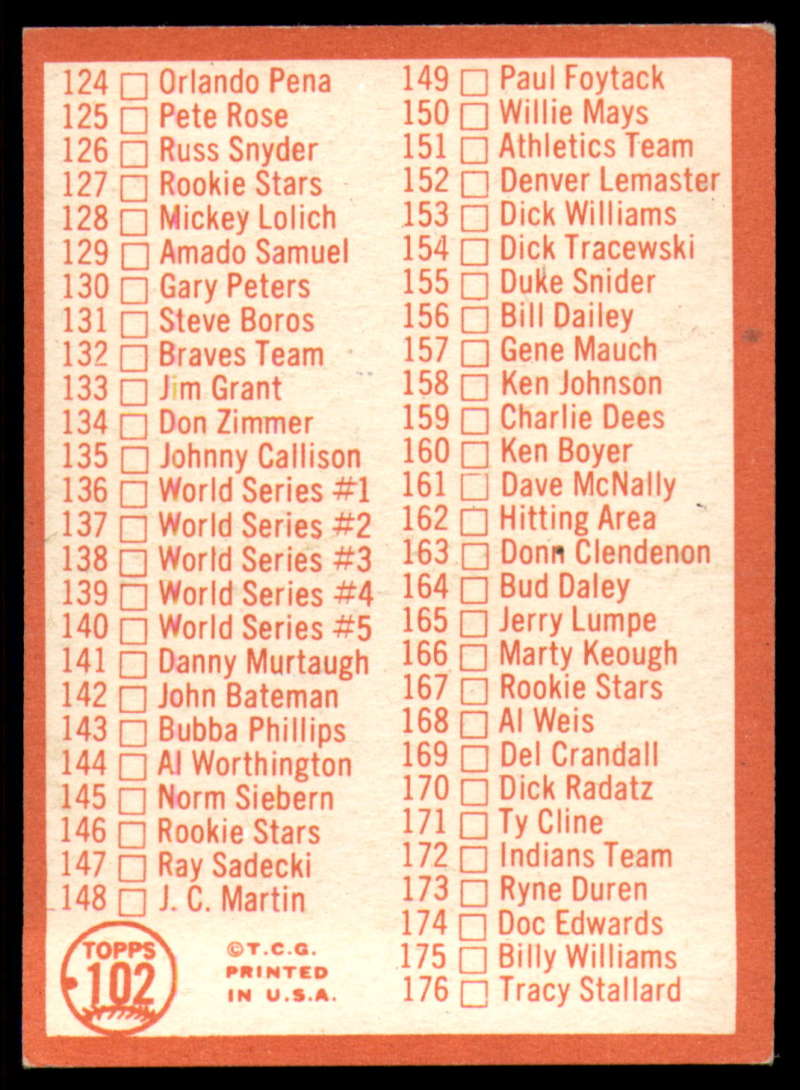 124 Orlando Pena
125 Pete Rose
126 Russ Snyder
127 Rookie Stars
128 Mickey Lolich
129 Amado Samuel
130 Gary Peters
131 Steve Boros
132 Braves Team
133 Jim Grant
134 Don Zimmer
135 Johnny Callison
136 World Series #1
137 World Series #2
138 World Series #3
139 World Series #4
140 World Series #5
141 Danny Murtaugh
142 John Bateman
143 Bubba Phillips
144 Al Worthington
145 Norm Siebern
146 Rookie Stars
147 Ray Sadecki
148 J. C. Martin
149 Paul Foytack
150 Willie Mays
151 Athletics Team
152 Denver Lemaster
153 Dick Williams
154 Dick Tracewski
155 Duke Snider
156 Bill Dailey
157 Gene Mauch
158 Ken Johnson
159 Charlie Dees
160 Ken Boyer
161 Dave McNally
162 Hitting Area
163 Donn Clendenon
164 Bud Daley
165 Jerry Lumpe
166 Marty Keough
167 Rookie Stars
168 Al Weis
169 Del Crandall
170 Dick Radatz
171 Ty Cline
172 Indians Team
173 Ryne Duren
174 Doc Edwards
175 Billy Williams
176 Tracy Stallard
TOPPS
102
©T.C.G.
PRINTED
IN U.S.A.